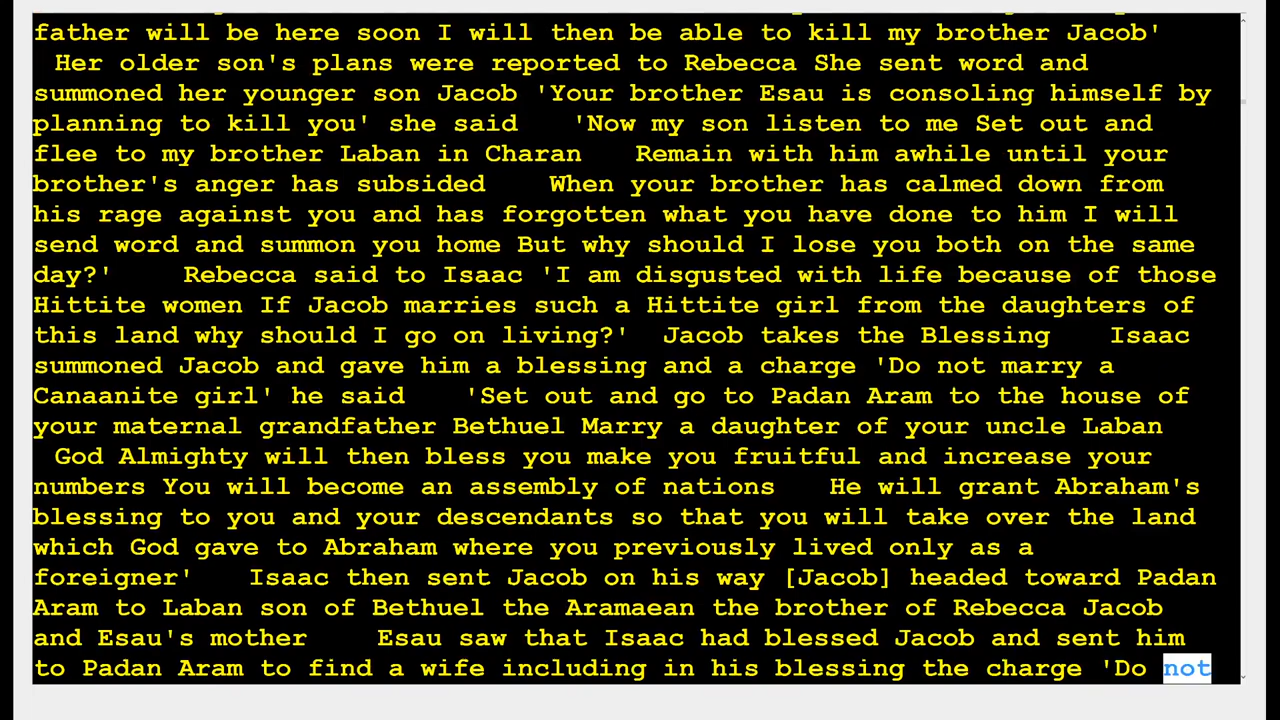 father will be here soon I will then be able to kill my brother Jacob'
Her older son's plans were reported to Rebecca She sent word and
summoned her younger son Jacob 'Your brother Esau is consoling himself by
planning to kill you' she said 'Now my son listen to me Set out and
flee to my brother Laban in Charan Remain with him awhile until your
brother's anger has subsided When your brother has calmed down from
his rage against you and has forgotten what you have done to him I will
send word and summon you home But why should I lose you both on the same
day?' Rebecca said to Isaac 'I am disgusted with life because of those
Hittite women If Jacob marries such a Hittite girl from the daughters of
this land why should I go on living?' Jacob takes the Blessing Isaac
summoned Jacob and gave him a blessing and a charge 'Do not marry a
Canaanite girl' he said 'Set out and go to Padan Aram to the house of
your maternal grandfather Bethuel Marry a daughter of your uncle Laban
God Almighty will then bless you make you fruitful and increase your
numbers You will become an assembly of nations He will grant Abraham's
blessing to you and your descendants so that you will take over the land
which God gave to Abraham where you previously lived only as a
foreigner' Isaac then sent Jacob on his way [Jacob] headed toward Padan
Aram to Laban son of Bethuel the Aramaean the brother of Rebecca Jacob
and Esau's mother Esau saw that Isaac had blessed Jacob and sent him
to Padan Aram to find a wife including in his blessing the charge 'Do not